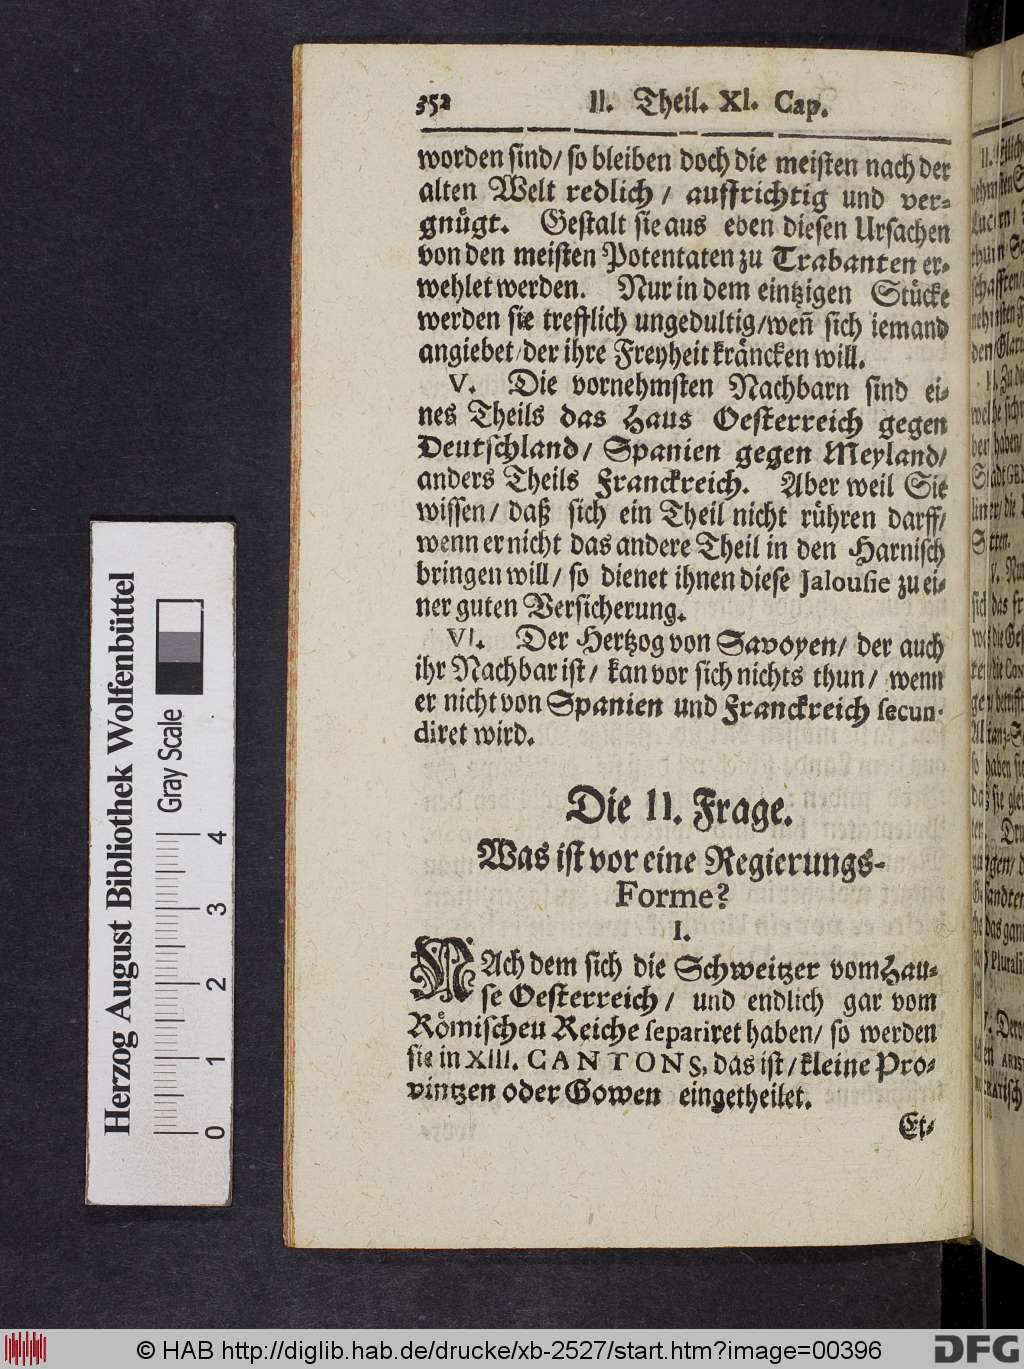 352 II. Theil. XI. Cap.
worden sind/ so bleiben doch die meisten nach der
alten Welt redlich / auffrichtig und ver-
gnügt. Gestalt sie aus eben diesen Ursachen
von den meisten Potentaten zu Trabanten er-
wehlet werden. Nur in dem eintzigen Stücke
werden sie trefflich ungedultig/ weñ sich iemand
angiebet/ der ihre Freyheit kräncken will.
V. Die vornehmsten Nachbarn sind ei-
nes Theils das Haus Oesterreich gegen
Deutschland/ Spanien gegen Meyland/
anders Theils Franckreich. Aber weil Sie
wissen/ daß sich ein Theil nicht rühren darff/
wenn er nicht das andere Theil in den Harnisch
bringen will/ so dienet ihnen diese Jalousie zu ei-
ner guten Versicherung.
VI. Der Hertzog von Savoyen/ der auch
ihr Nachbar ist/ kan vor sich nichts thun/ wenn
er nicht von Spanien und Franckreich secun-
diret wird.
Die II. Frage.
Was ist vor eine Regierungs-
Forme?
I.
NAch dem sich die Schweitzer vom Hau-
se Oesterreich/ und endlich gar vom
Römischeu Reiche separiret haben/ so werden
sie in XIII. CANTONS, das ist/ kleine Pro-
vintzen oder Gowen eingetheilet.
Et-
Herzog August Bibliothek Wolfenbüttel
Gray Scale
0 1 2 3 4
© HAB http://diglib.hab.de/drucke/xb-2527/start.htm?image=00396
DFG